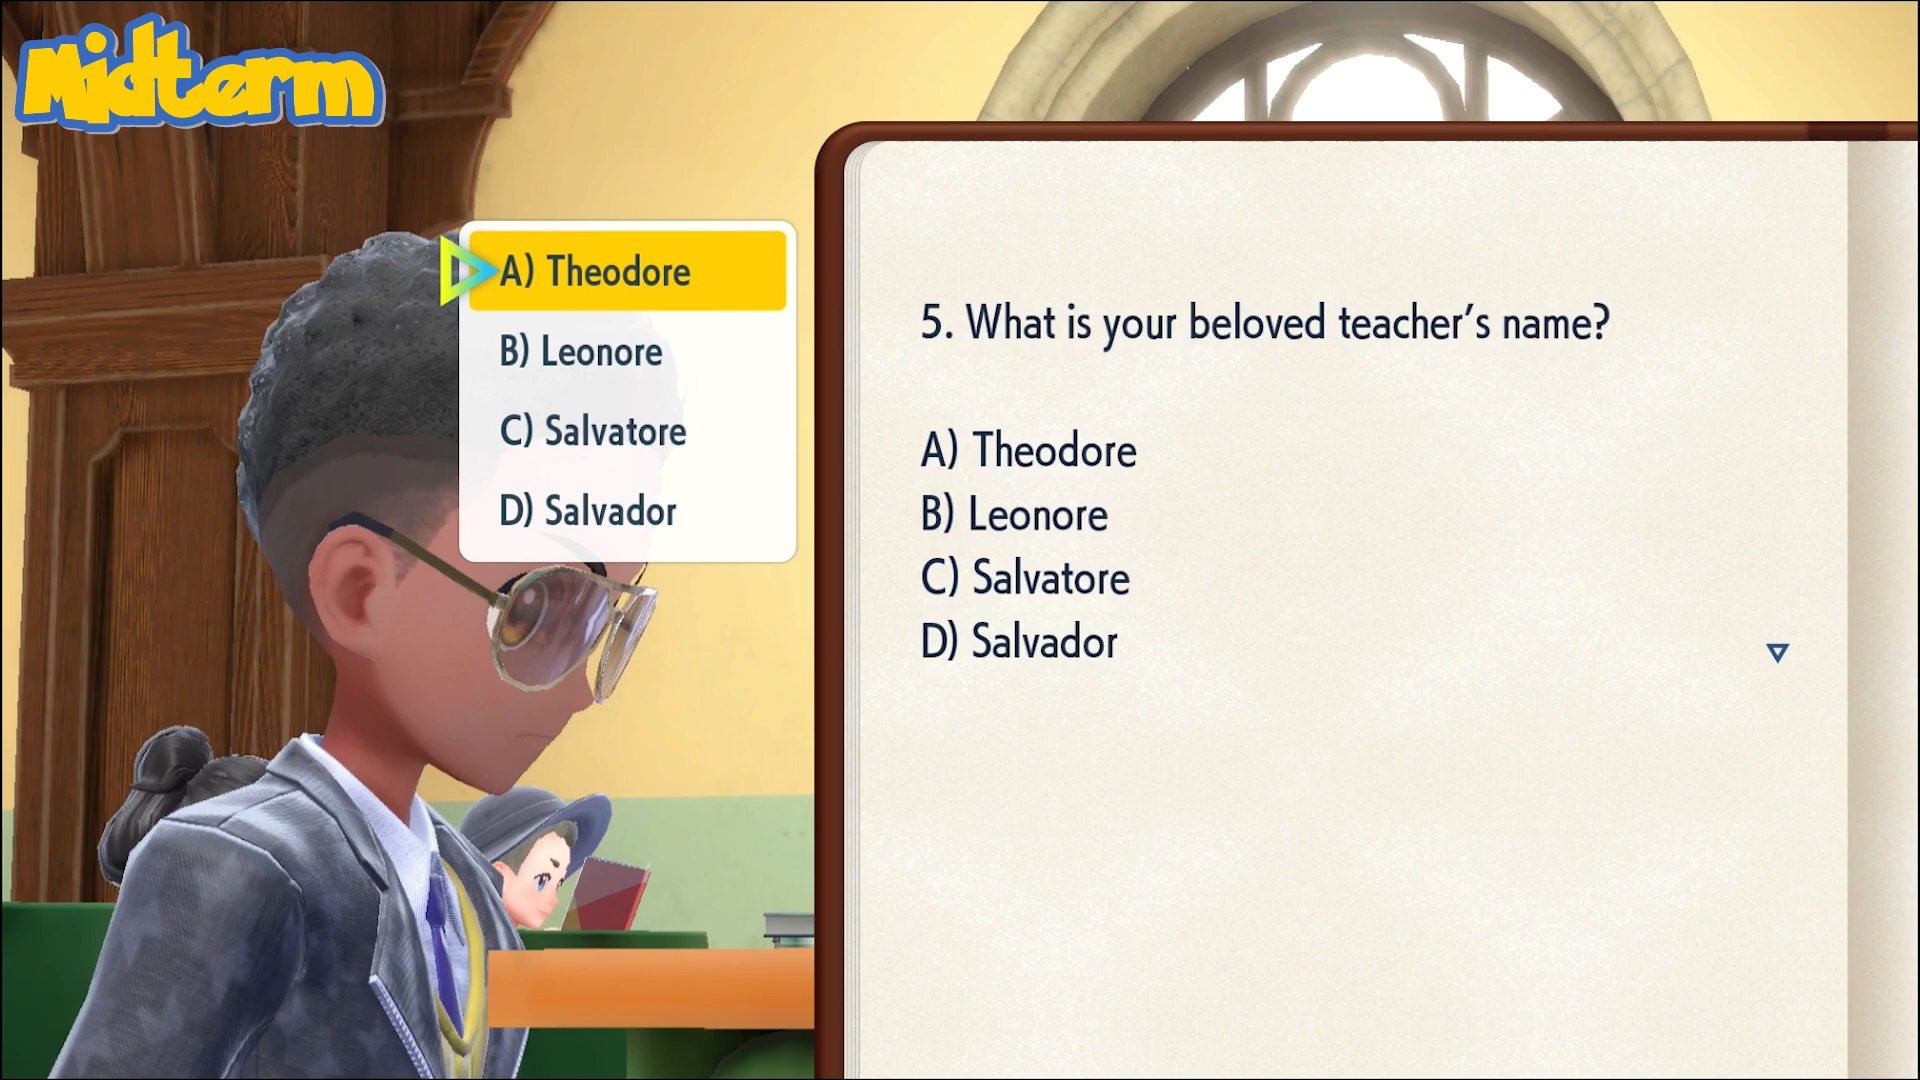 Midterm
A) Theodore
B) Leonore
C) Salvatore
D) Salvador
5. What is your beloved teacher's name?
A) Theodore
B) Leonore
C) Salvatore
D) Salvador